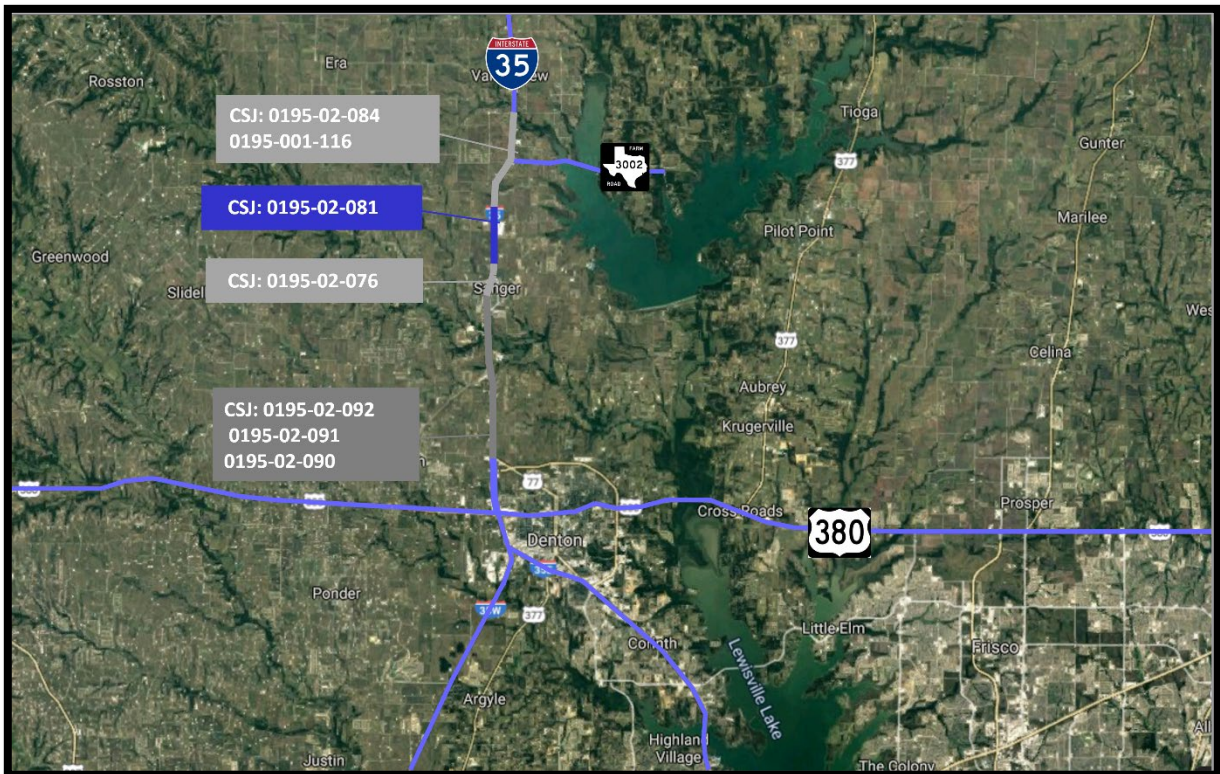 INTERSTATE
35
Era
Rosston
Tioga
CSJ: 0195-02-084
0195-001-116
Gunter
377
FARM
3002
ROAD
CSJ: 0195-02-081
Marilee
Pilot Point
Greenwood
CSJ: 0195-02-076
Sanger
377
Celina
Aubrey
CSJ: 0195-02-092
0195-02-091
0195-02-090
Krugerville
77
Cross Roads
Prosper
380
Denton
Ponder
377
Little Elm
Corinth
Frisco
Lewisville Lake
Argyle
Highland
Village
Justin
The Colony